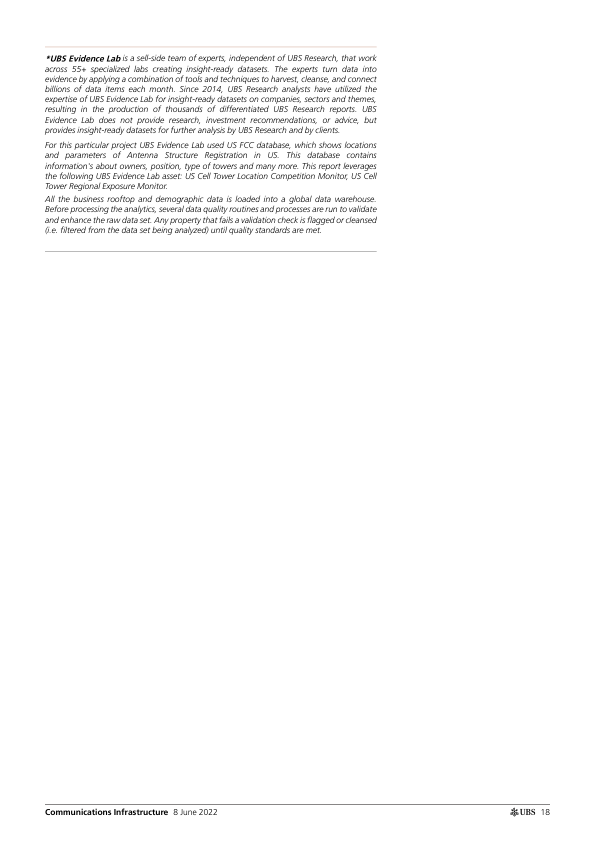 *UBS Evidence Lab is a sell-side team of experts, independent of UBS Research, that work
across 55+ specialized labs creating insight-ready datasets. The experts turn data into
evidence by applying a combination of tools and techniques to harvest, cleanse, and connect
billions of data items each month. Since 2014, UBS Research analysts have utilized the
expertise of UBS Evidence Lab for insight-ready datasets on companies, sectors and themes,
resulting in the production of thousands of differentiated UBS Research reports. UBS
Evidence Lab does not provide research, investment recommendations, or advice, but
provides insight-ready datasets for further analysis by UBS Research and by clients.
For this particular project UBS Evidence Lab used US FCC database, which shows locations
and parameters of Antenna Structure Registration in US. This database contains
information's about owners, position, type of towers and many more. This report leverages
the following UBS Evidence Lab asset: US Cell Tower Location Competition Monitor, US Cell
Tower Regional Exposure Monitor.
All the business rooftop and demographic data is loaded into a global data warehouse.
Before processing the analytics, several data quality routines and processes are run to validate
and enhance the raw data set. Any property that fails a validation check is flagged or cleansed
(i.e. filtered from the data set being analyzed) until quality standards are met.
Communications Infrastructure 8 June 2022 UBS 18